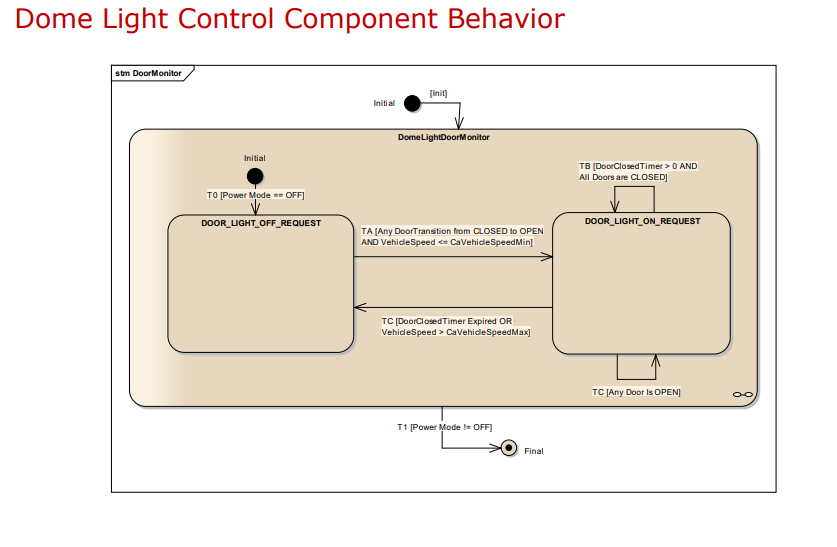 Dome Light Control Component Behavior
stm DoorMonitor
[Init]
Initial
DomeLightDoorMonitor
Initial
T0 [Power Mode == OFF]
TB [DoorClosedTimer > 0 AND
All Doors are CLOSED]
DOOR_LIGHT_OFF_REQUEST
DOOR_LIGHT_ON_REQUEST
TA [Any DoorTransition from CLOSED to OPEN
AND VehicleSpeed <= CaVehicleSpeedMin]
TC [DoorClosedTimer Expired OR
VehicleSpeed > CaVehicleSpeedMax]
TC [Any Door Is OPEN]
T1 [Power Mode != OFF]
Final